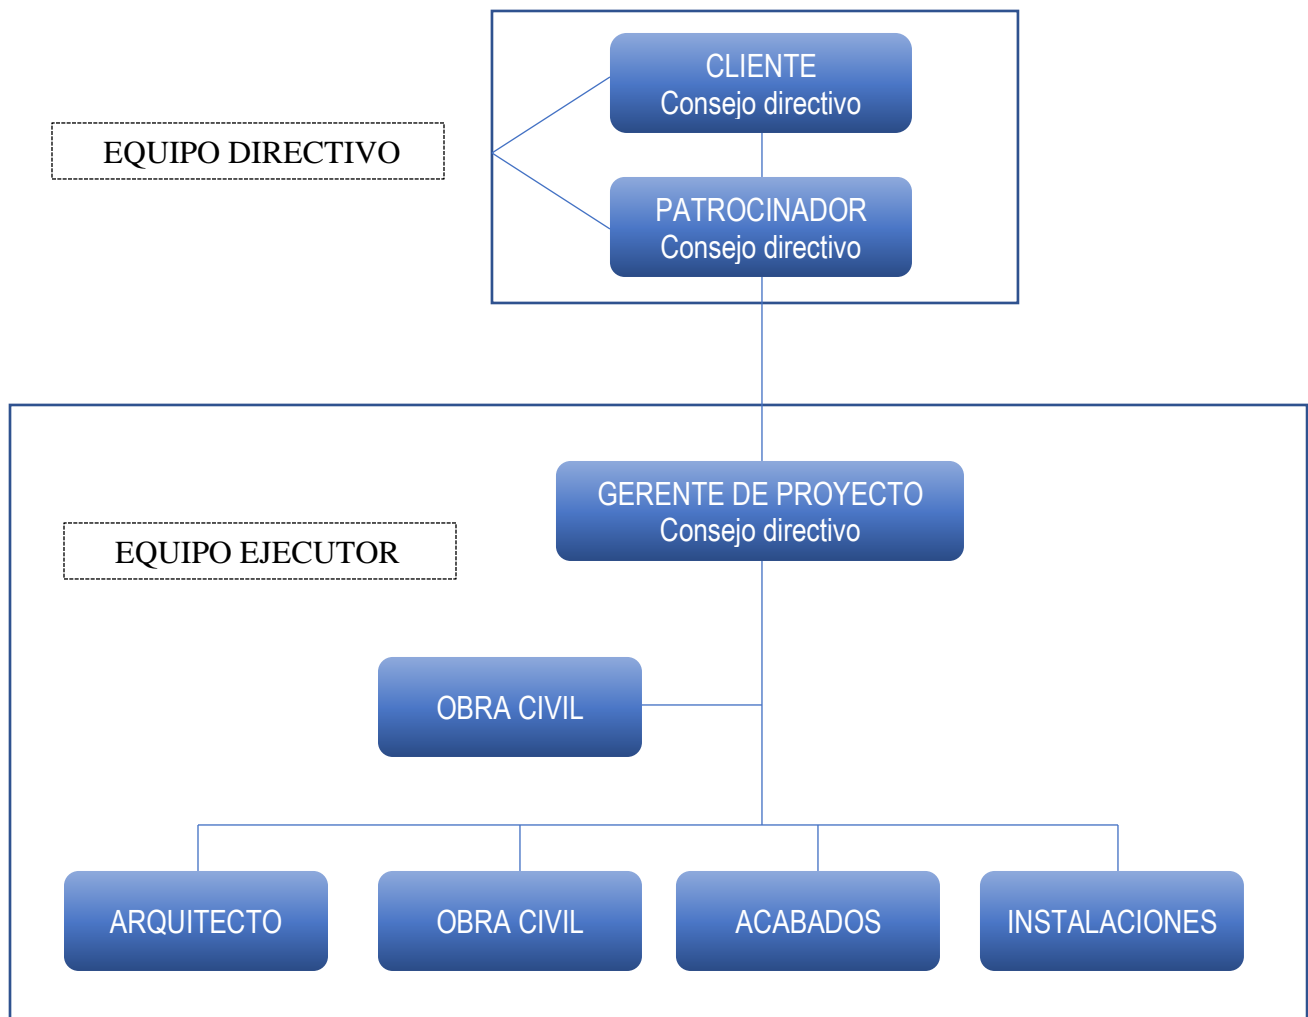 CLIENTE
Consejo directivo
EQUIPO DIRECTIVO
PATROCINADOR
Consejo directivo
GERENTE DE PROYECTO
Consejo directivo
EQUIPO EJECUTOR
OBRA CIVIL
ARQUITECTO
OBRA CIVIL
ACABADOS
INSTALACIONES